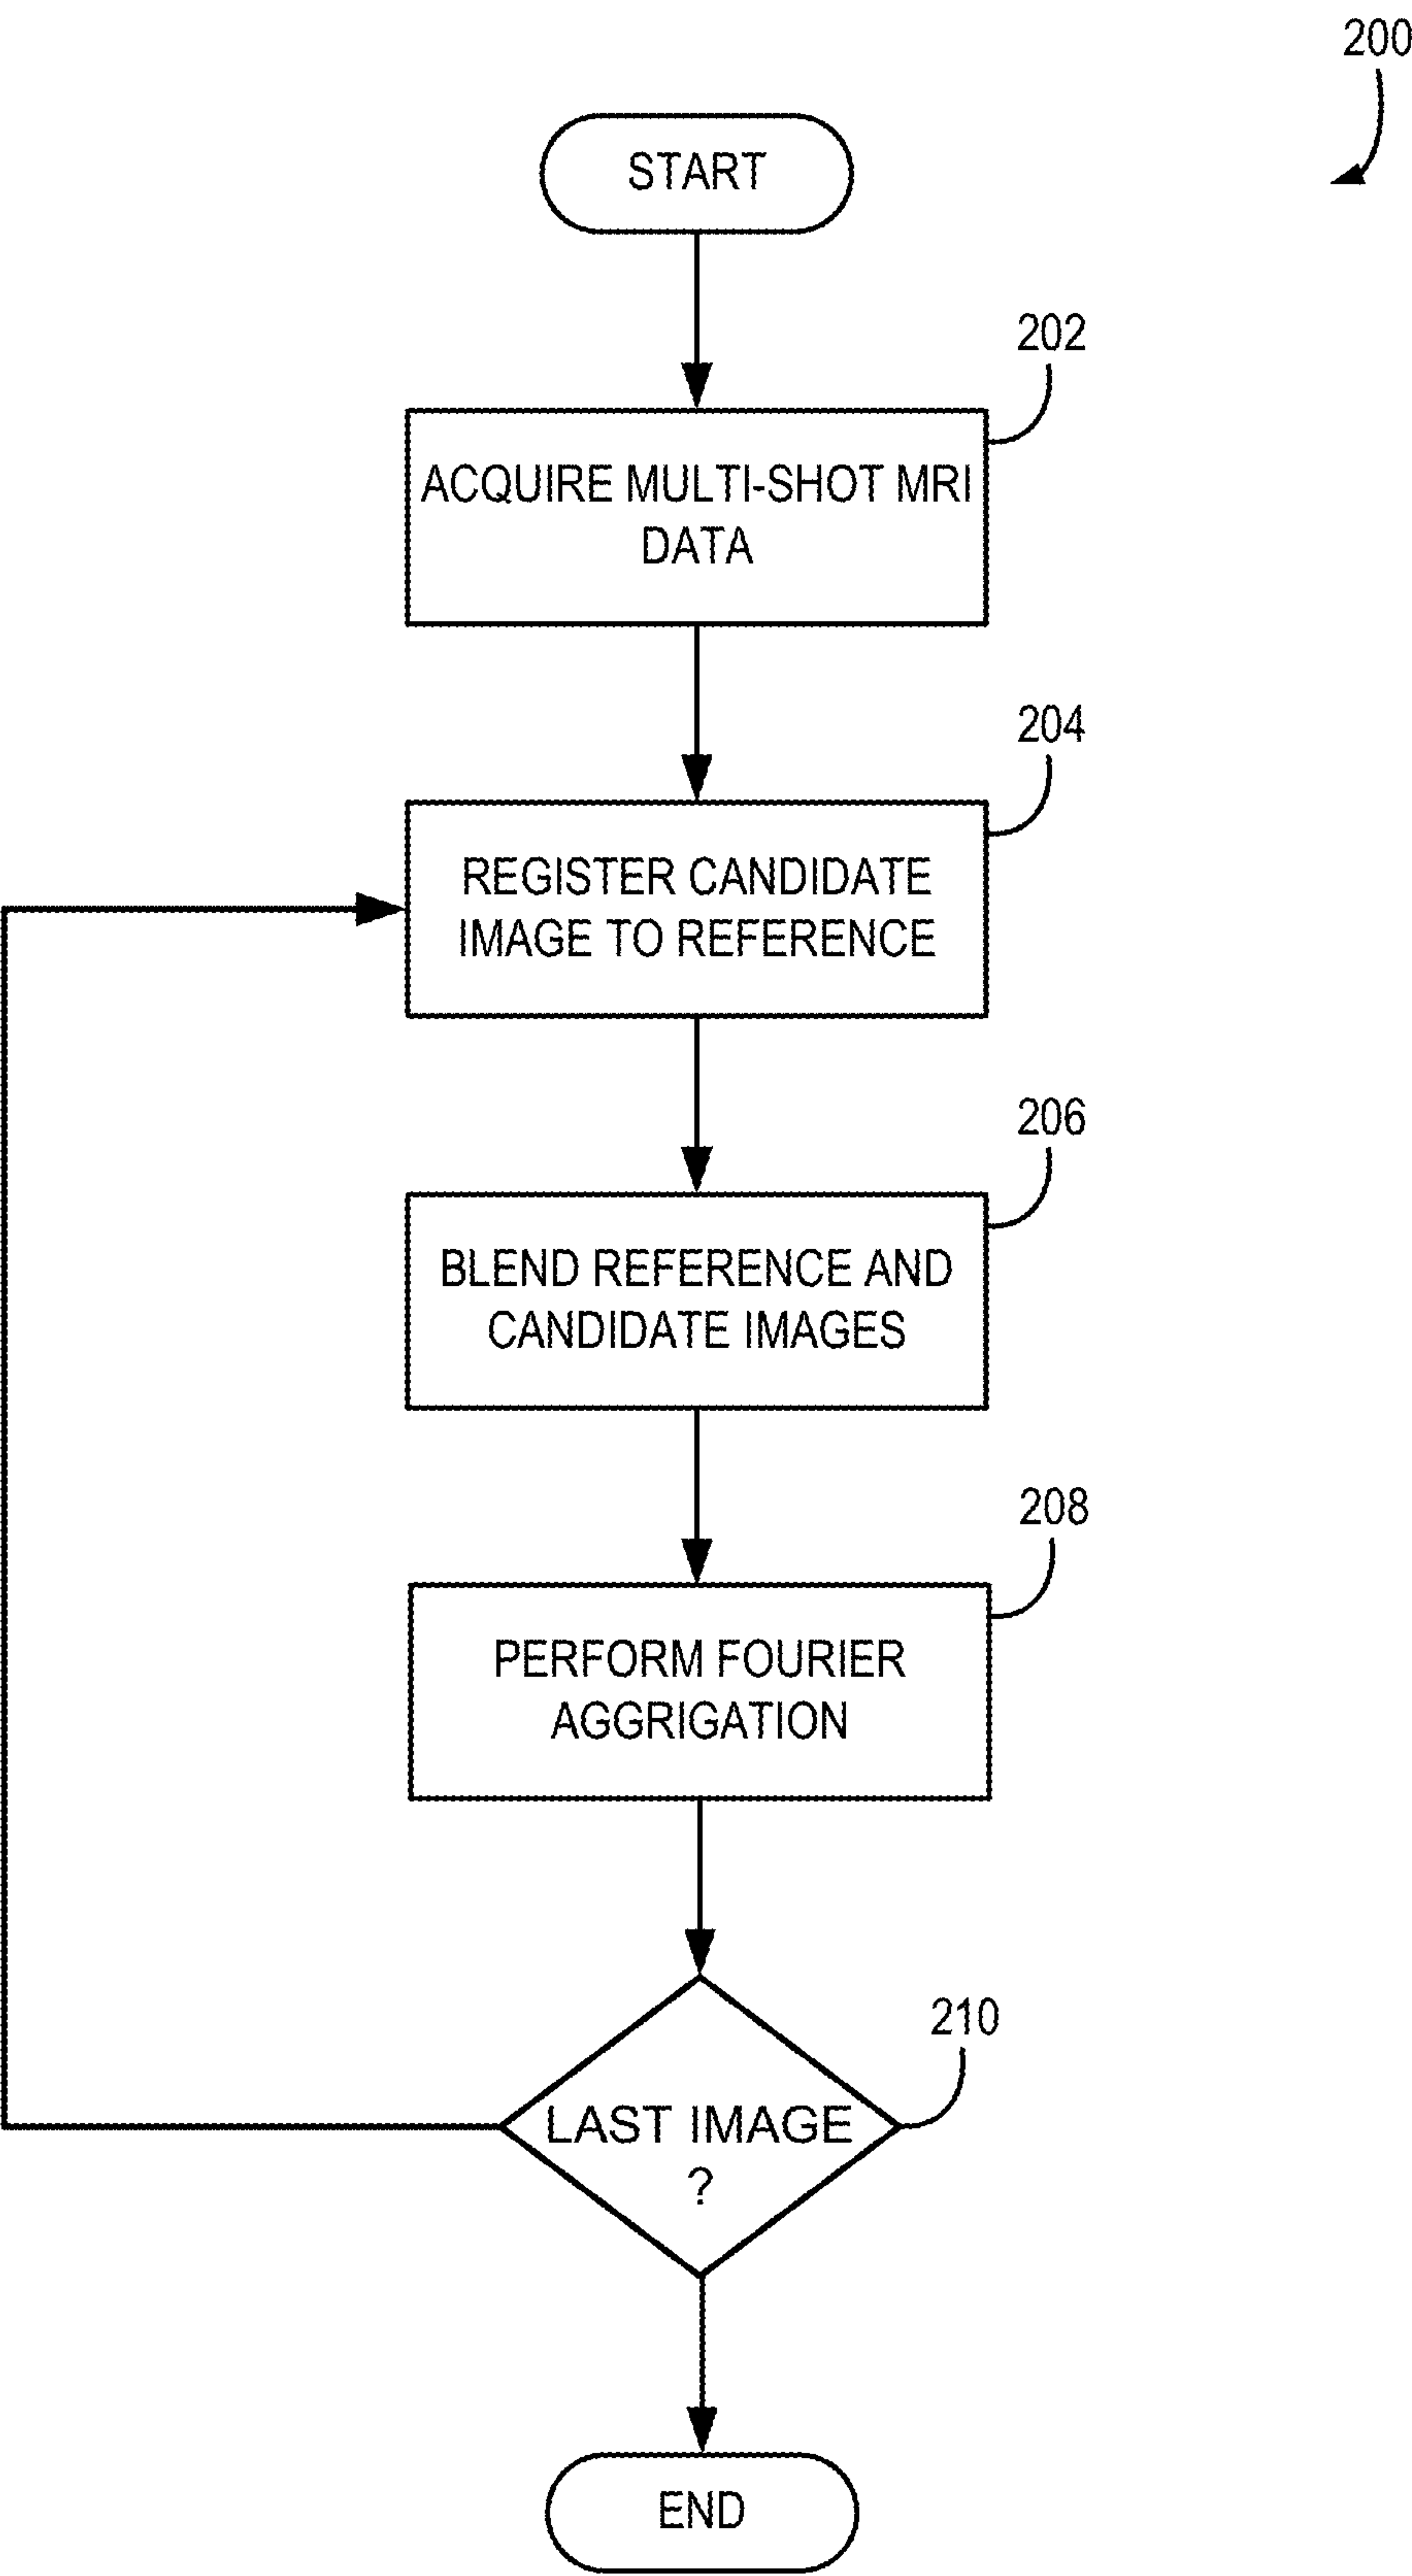 200
START
202
ACQUIRE MULTI-SHOT MRI
DATA
204
REGISTER CANDIDATE
IMAGE TO REFERENCE
206
BLEND REFERENCE AND
CANDIDATE IMAGES
208
PERFORM FOURIER
AGGRIGATION
210
LAST IMAGE
?
END